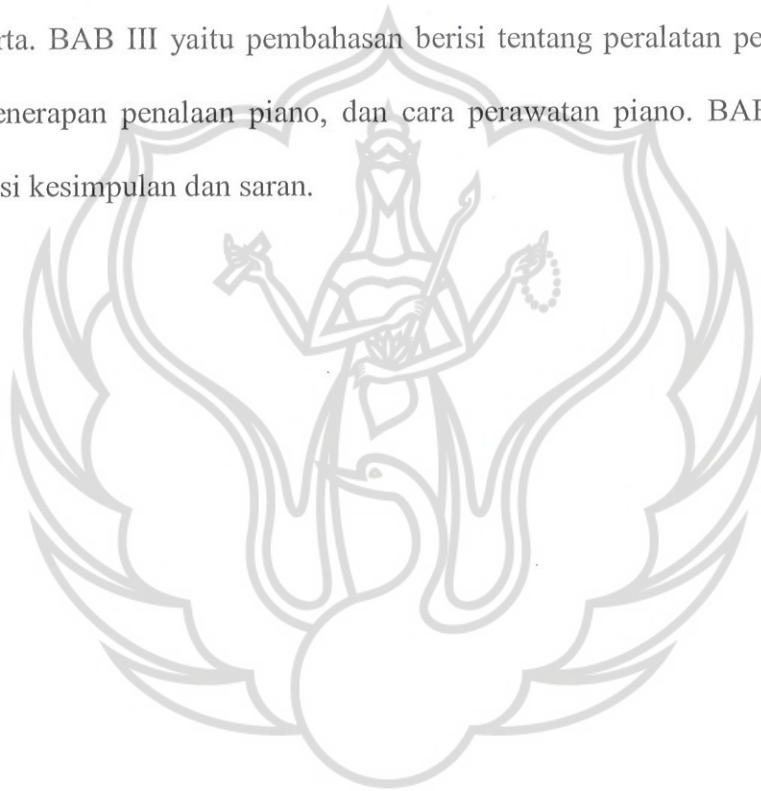 rta. BAB III yaitu pembahasan berisi tentang peralatan pe
enerapan penalaan piano, dan cara perawatan piano. BAB
si kesimpulan dan saran.